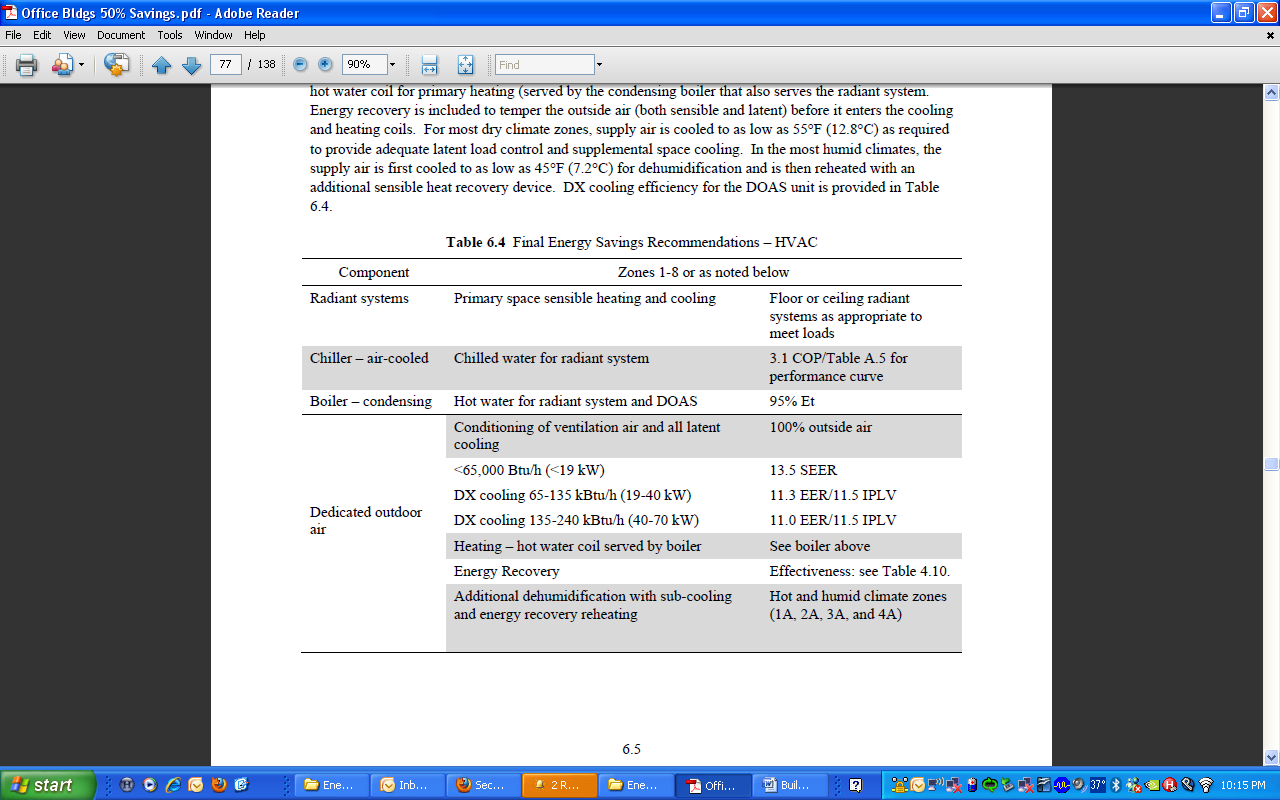 Office Bldgs 50% Savings.pdf - Adobe Reader
File Edit View Document Tools Window Help
77 / 138 90% Find
hot water coil for primary heating (served by the condensing boiler that also serves the radiant system.
Energy recovery is included to temper the outside air (both sensible and latent) before it enters the cooling
and heating coils. For most dry climate zones, supply air is cooled to as low as 55°F (12.8°C) as required
to provide adequate latent load control and supplemental space cooling. In the most humid climates, the
supply air is first cooled to as low as 45°F (7.2°C) for dehumidification and is then reheated with an
additional sensible heat recovery device. DX cooling efficiency for the DOAS unit is provided in Table
6.4.
Table 6.4 Final Energy Savings Recommendations – HVAC
Component Zones 1-8 or as noted below
Radiant systems Primary space sensible heating and cooling Floor or ceiling radiant
systems as appropriate to
meet loads
Chiller – air-cooled Chilled water for radiant system 3.1 COP/Table A.5 for
performance curve
Boiler – condensing Hot water for radiant system and DOAS 95% Et
Conditioning of ventilation air and all latent 100% outside air
cooling
<65,000 Btu/h (<19 kW) 13.5 SEER
DX cooling 65-135 kBtu/h (19-40 kW) 11.3 EER/11.5 IPLV
Dedicated outdoor
air
DX cooling 135-240 kBtu/h (40-70 kW) 11.0 EER/11.5 IPLV
Heating – hot water coil served by boiler See boiler above
Energy Recovery Effectiveness: see Table 4.10.
Additional dehumidification with sub-cooling Hot and humid climate zones
and energy recovery reheating (1A, 2A, 3A, and 4A)
6.5
start Ene... Inb... Sec... 2 R... Ene... Offi... Buil... 37° 10:15 PM